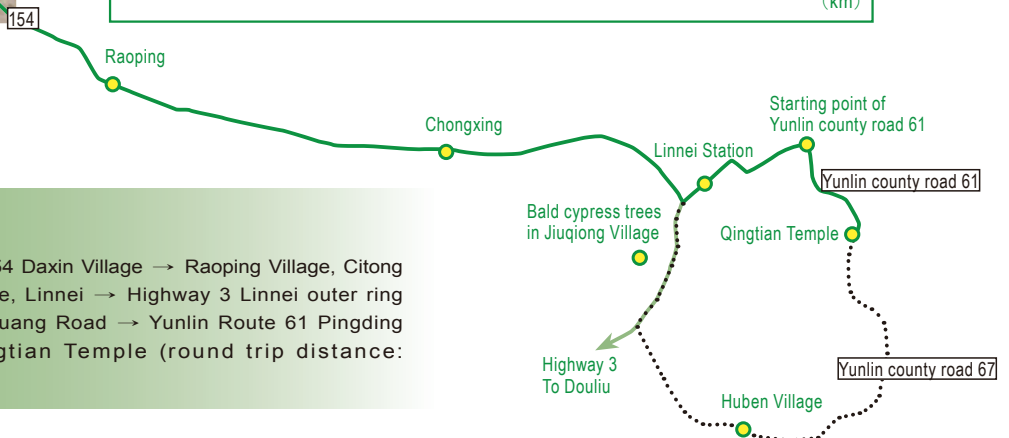 (km)
154
Raoping
Chongxing
Starting point of
Yunlin county road 61
Linnei Station
Yunlin county road 61
Bald cypress trees
in Jiuqiong Village
Qingtian Temple
54 Daxin Village → Raoping Village, Citong
e, Linnei → Highway 3 Linnei outer ring
uang Road → Yunlin Route 61 Pingding
gtian Temple (round trip distance:
Highway 3
To Douliu
Yunlin county road 67
Huben Village